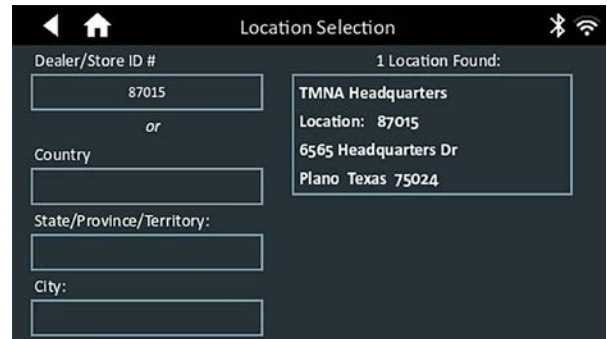 Location Selection
Dealer/Store ID #
87015
or
Country
State/Province/Territory:
City:
1 Location Found:
TMNA Headquarters
Location: 87015
6565 Headquarters Dr
Plano Texas 75024